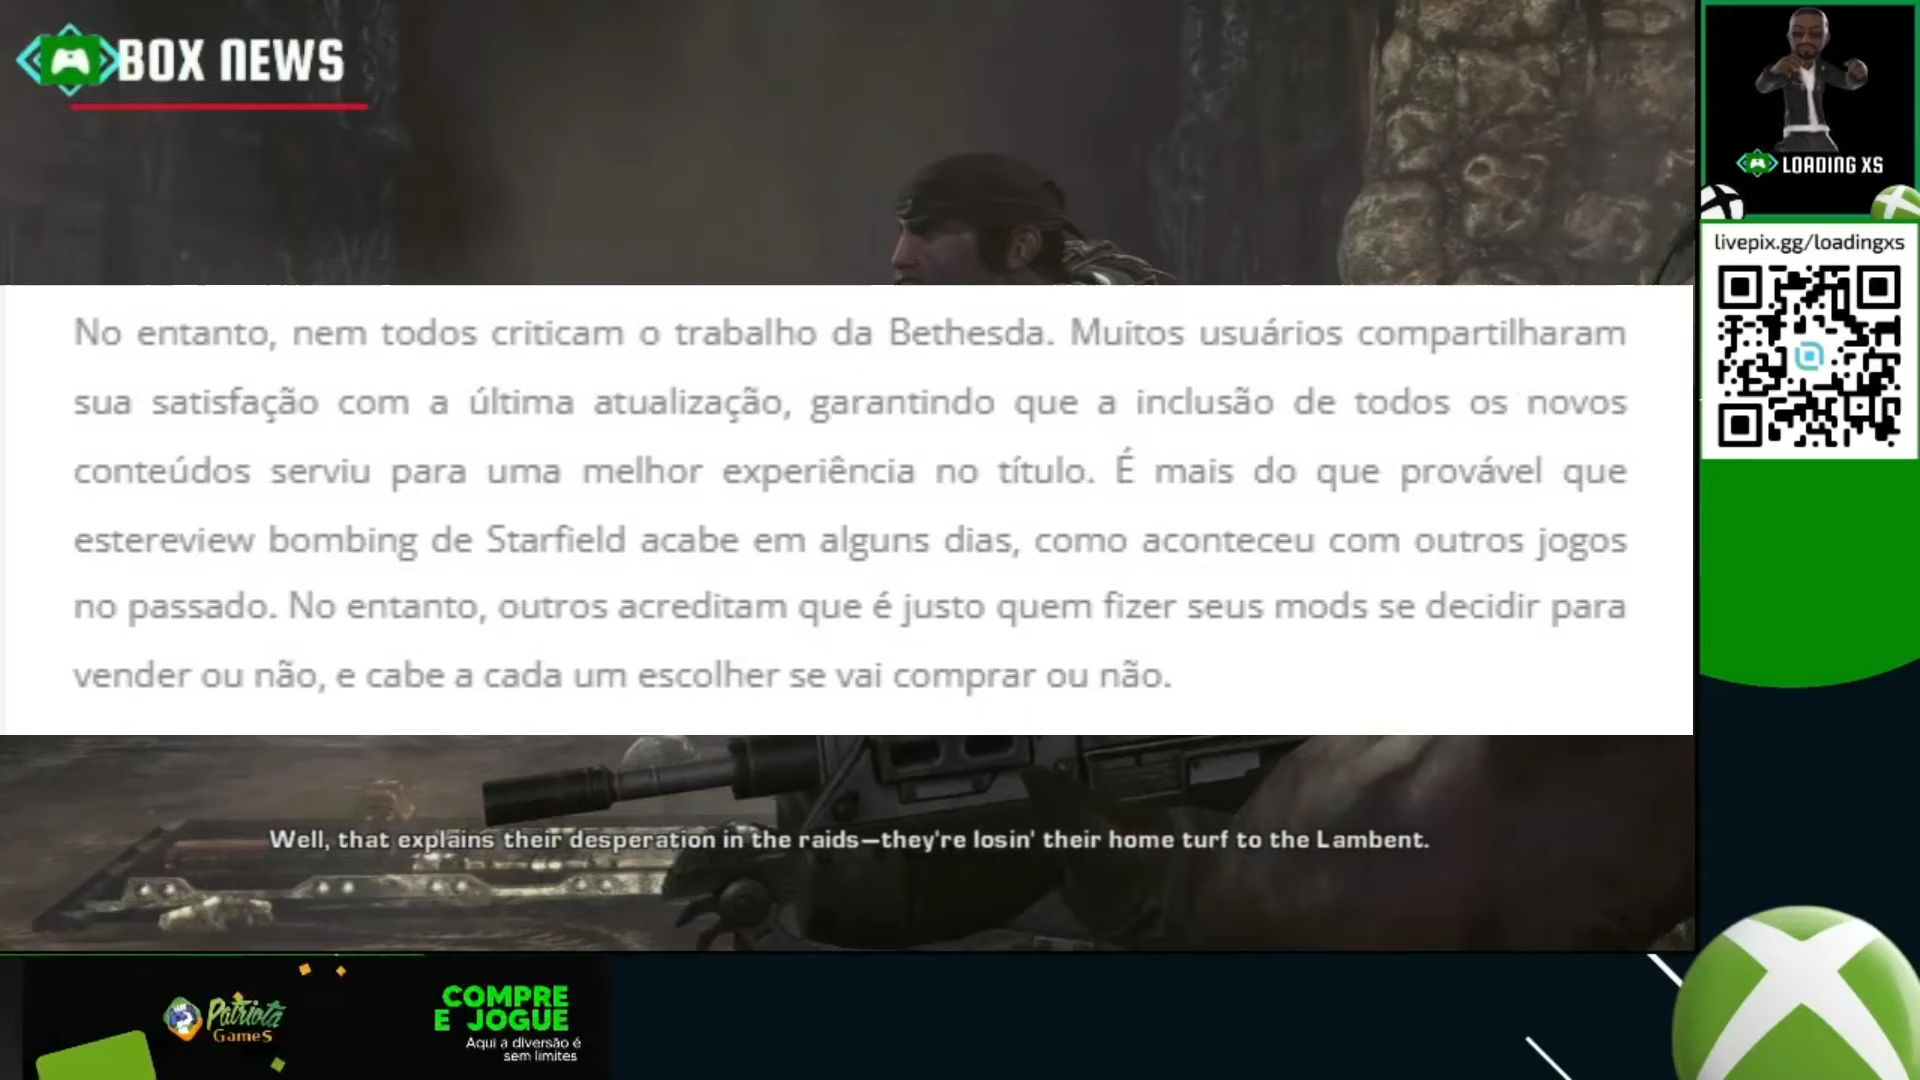 BOX NEWS
LOADING XS
livepix.gg/loadingxs
No entanto, nem todos criticam o trabalho da Bethesda. Muitos usuários compartilharam
sua satisfação com a última atualização, garantindo que a inclusão de todos os novos
conteúdos serviu para uma melhor experiência no título. É mais do que provável que
estereview bombing de Starfield acabe em alguns dias, como aconteceu com outros jogos
no passado. No entanto, outros acreditam que é justo quem fizer seus mods se decidir para
vender ou não, e cabe a cada um escolher se vai comprar ou não.
Well, that explains their desperation in the raids—they're losin' their home turf to the Lambent.
Patriota
GameS
COMPRE
E JOGUE
Aqui a diversão é
sem limites